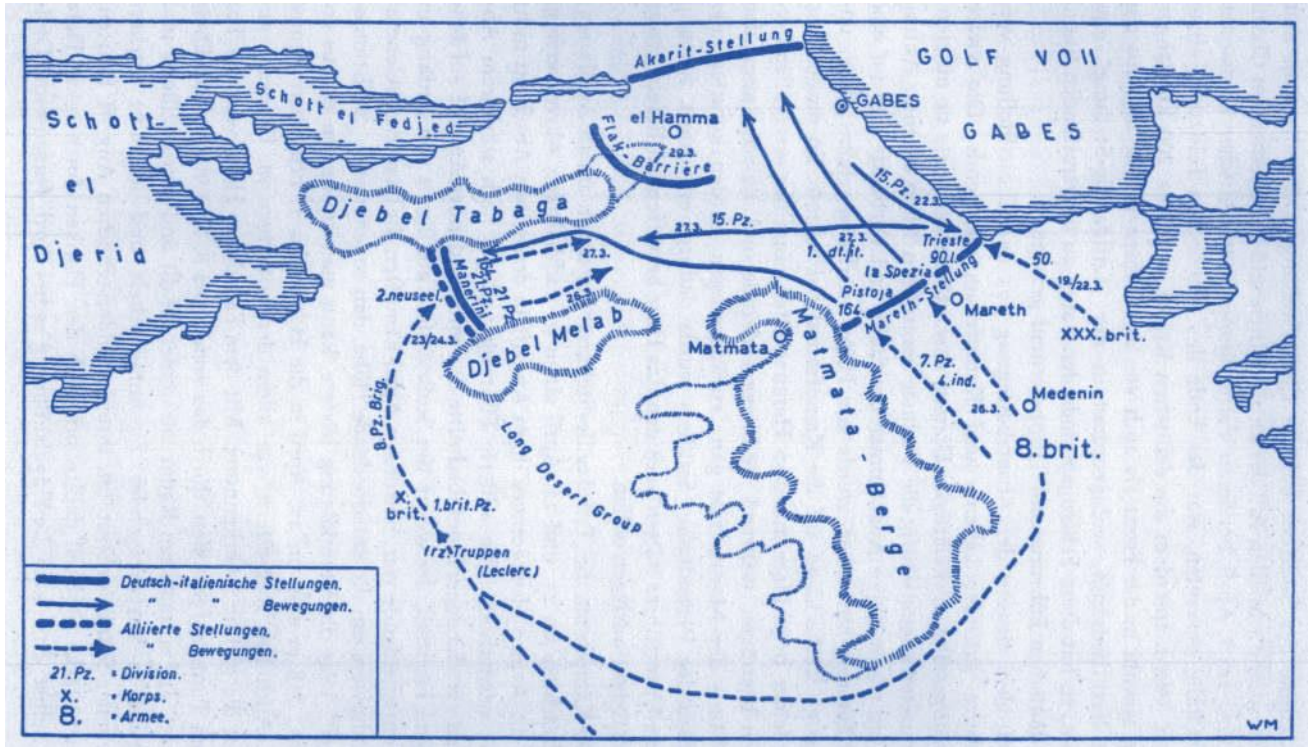 Akarit-Stellung
GOLF VON
GABES
GABES
Schott
el
Djerid
Schott el Fedjed
el Hamma
Flak-Barrière
29.3.
Djebel Tabaga
15.Pz. 22.3.
15.Pz.
27.3.
27.3.
1. dt.it.
Trieste
90.l.
la Spezia
Pistoja
164.
Mareth-Stellung
Mareth
50.
19/22.3.
XXX.brit.
27.3.
26.3.
164.
21.Pz.
Manerini
21.Pz.
2.neuseel.
23/24.3.
Djebel Melab
Matmata
Matmata-Berge
7.Pz.
4.ind.
26.3.
Medenin
8.brit.
8.Pz.Brig.
Long Desert Group
X.
brit.
1.brit.Pz.
frz.Truppen
(Leclerc)
Deutsch-italienische Stellungen.
" " Bewegungen.
Alliierte Stellungen.
" Bewegungen.
21.Pz. = Division.
X. = Korps.
8. = Armee.
WM